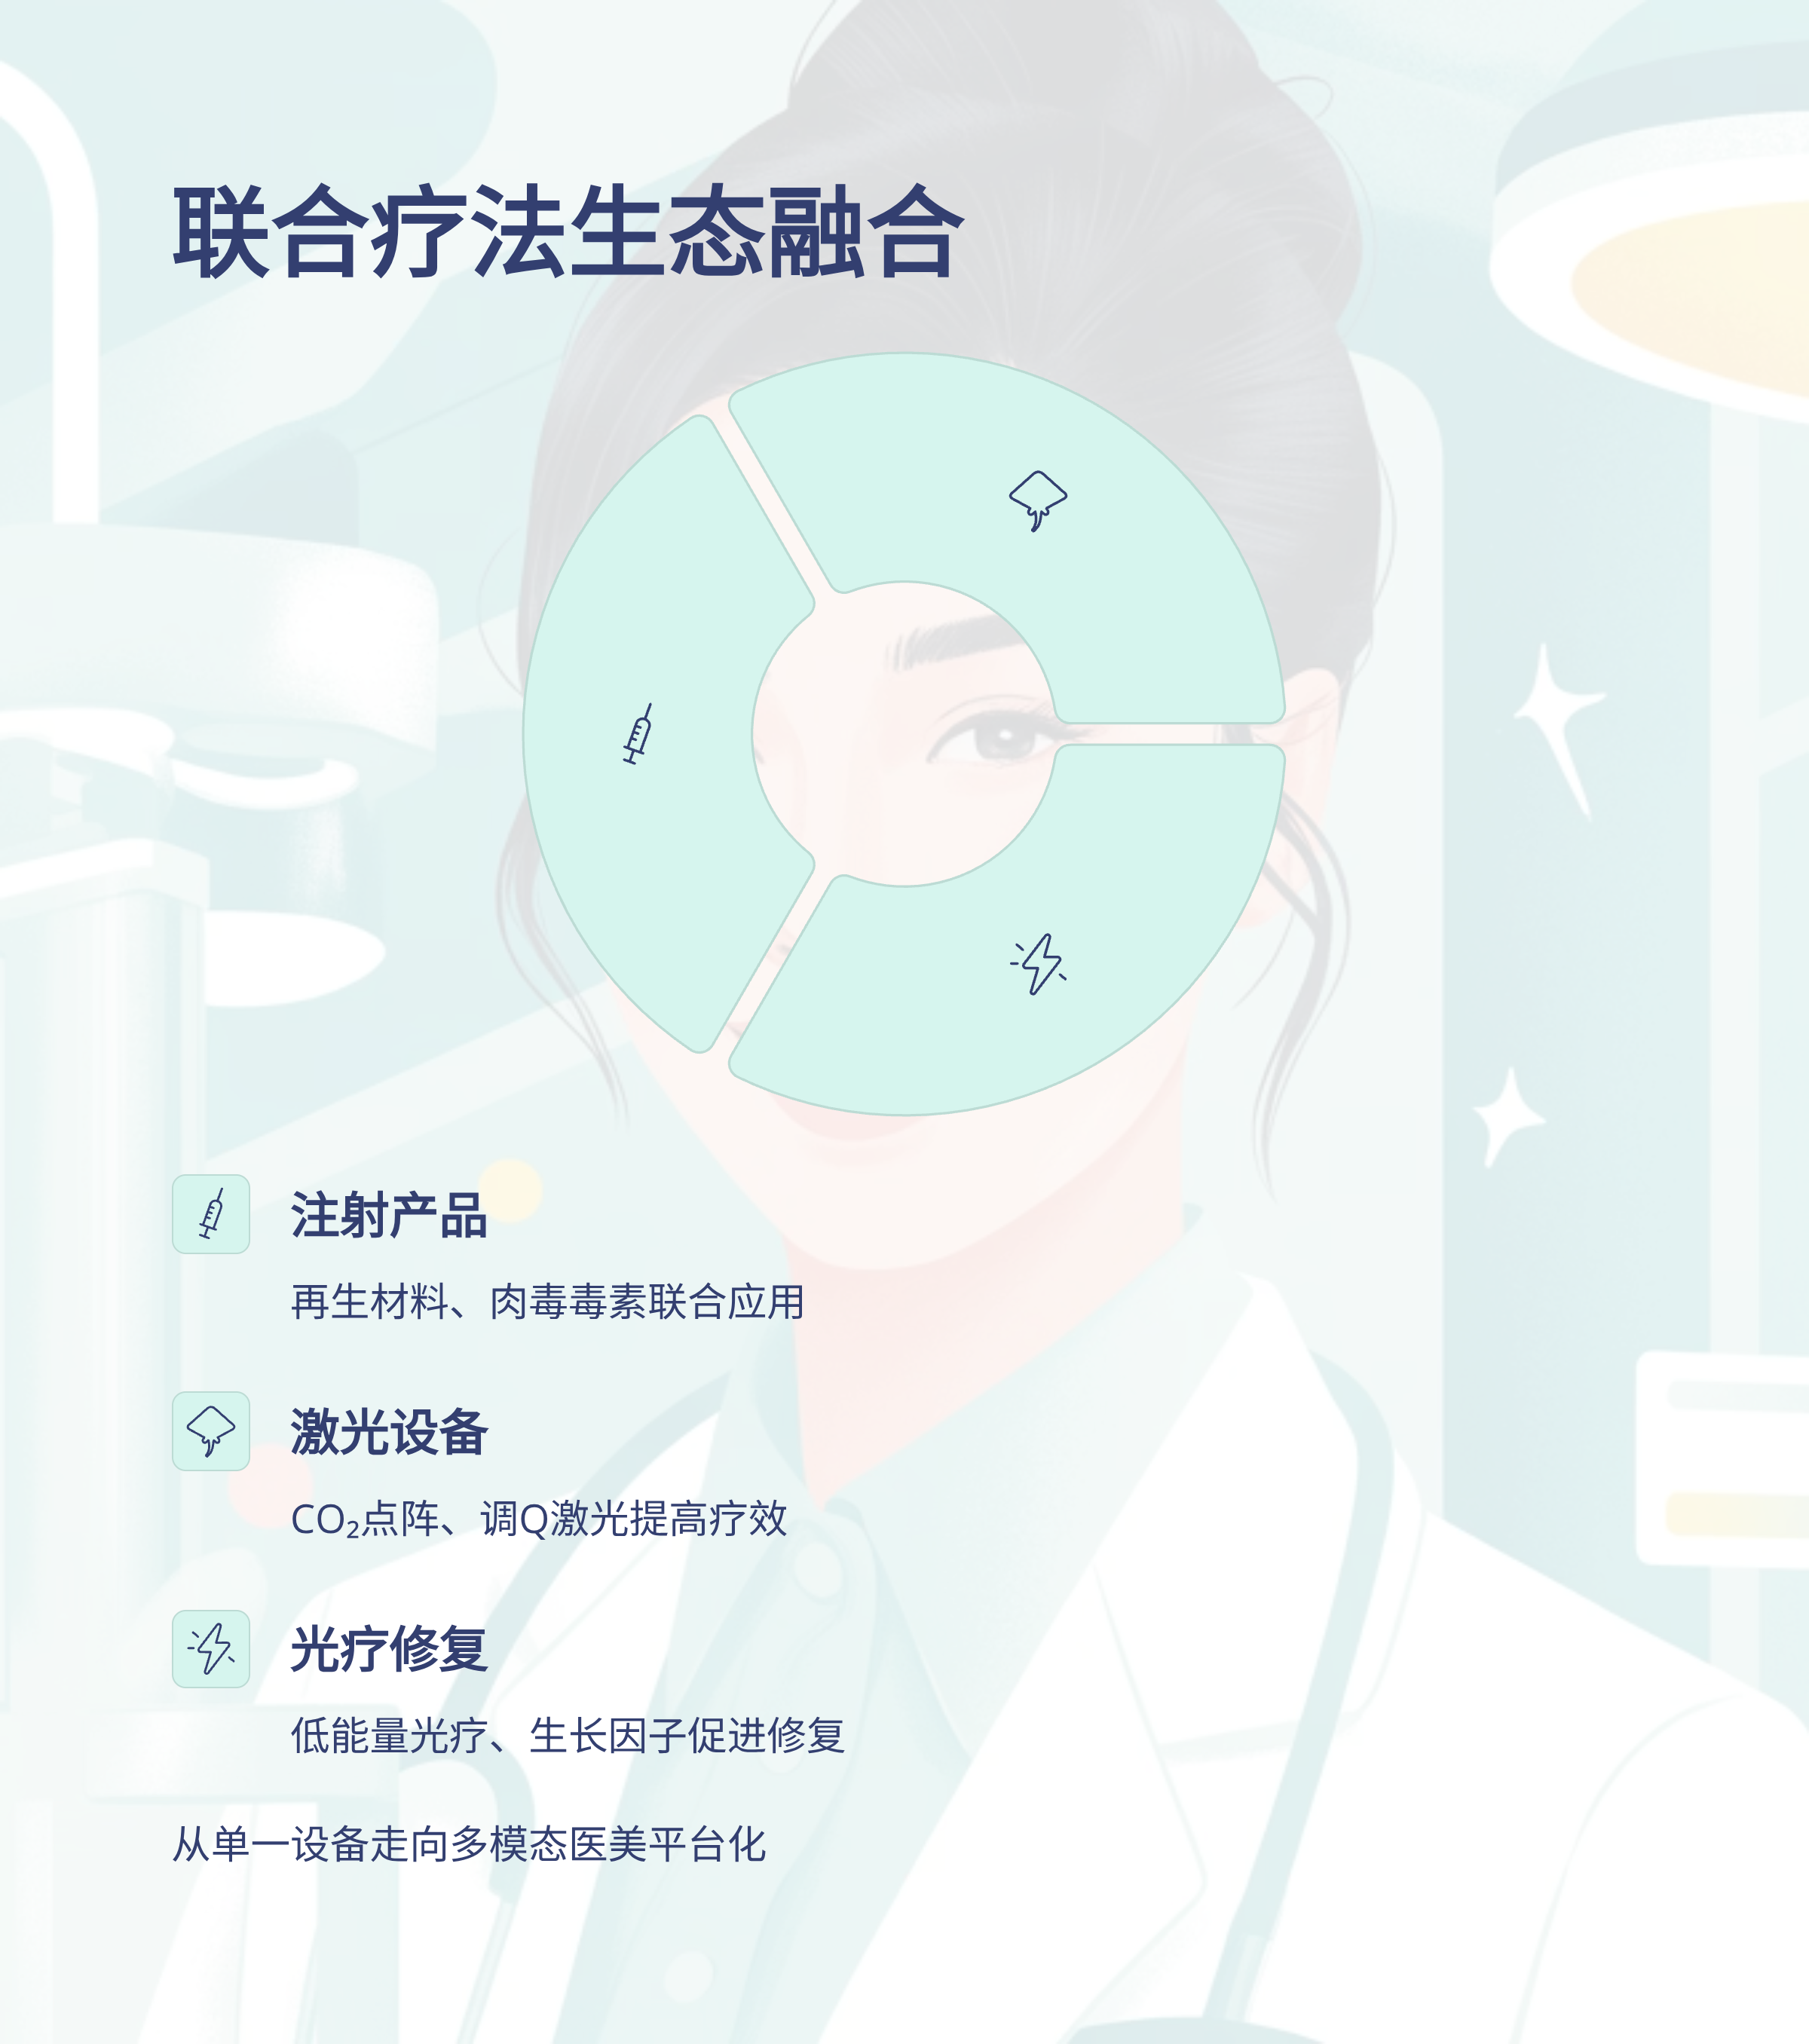 联合疗法生态融合
注射产品
再生材料、肉毒毒素联合应用
激光设备
CO₂点阵、调Q激光提高疗效
光疗修复
低能量光疗、生长因子促进修复
从单一设备走向多模态医美平台化